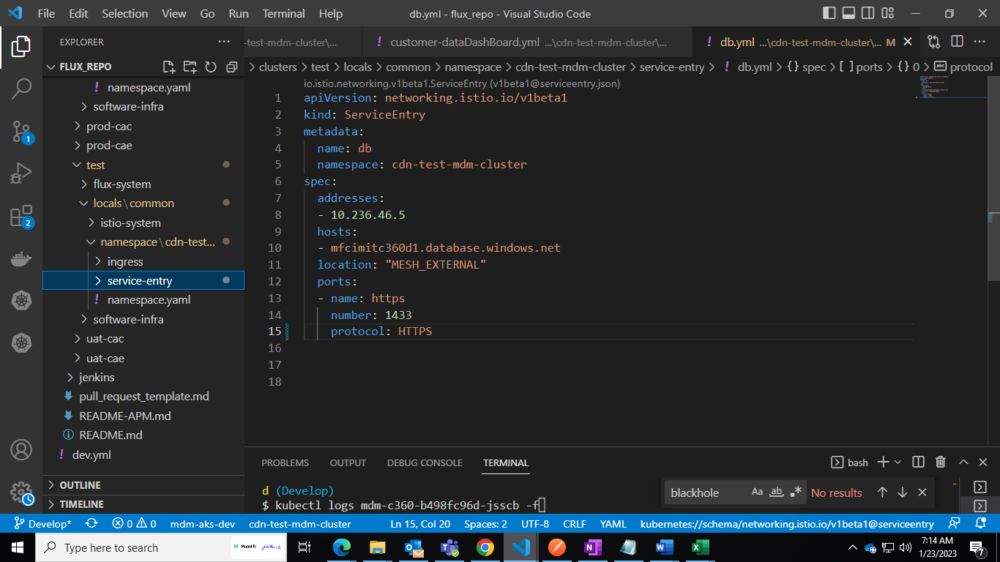 File Edit Selection View Go Run Terminal Help
db.yml - flux_repo - Visual Studio Code
EXPLORER
-test-mdm-cluster\...
! customer-dataDashBoard.yml ...\cdn-test-mdm-cluster\...
! db.yml ...\cdn-test-mdm-cluster\... M
FLUX_REPO
clusters > test > locals > common > namespace > cdn-test-mdm-cluster > service-entry > ! db.yml > {} spec > [ ] ports > {} 0 > abc protocol
! namespace.yaml
software-infra
prod-cac
prod-cae
test
flux-system
locals\common
istio-system
namespace\cdn-test...
ingress
service-entry
! namespace.yaml
software-infra
uat-cac
uat-cae
jenkins
pull_request_template.md
README-APM.md
README.md
! dev.yml
OUTLINE
TIMELINE
1
2
io.istio.networking.v1beta1.ServiceEntry (v1beta1@serviceentry.json)
1 apiVersion: networking.istio.io/v1beta1
2 kind: ServiceEntry
3 metadata:
4 name: db
5 namespace: cdn-test-mdm-cluster
6 spec:
7 addresses:
8 - 10.236.46.5
9 hosts:
10 - mfcimitc360d1.database.windows.net
11 location: "MESH_EXTERNAL"
12 ports:
13 - name: https
14 number: 1433
15 protocol: HTTPS
16
17
18
PROBLEMS OUTPUT DEBUG CONSOLE TERMINAL
bash
d (Develop)
$ kubectl logs mdm-c360-b498fc96d-jsscb -f
blackhole Aa ab .* No results
Develop* 0 0 mdm-aks-dev cdn-test-mdm-cluster Ln 15, Col 20 Spaces: 2 UTF-8 CRLF YAML kubernetes://schema/networking.istio.io/v1beta1@serviceentry
Type here to search
7:14 AM
1/23/2023
7